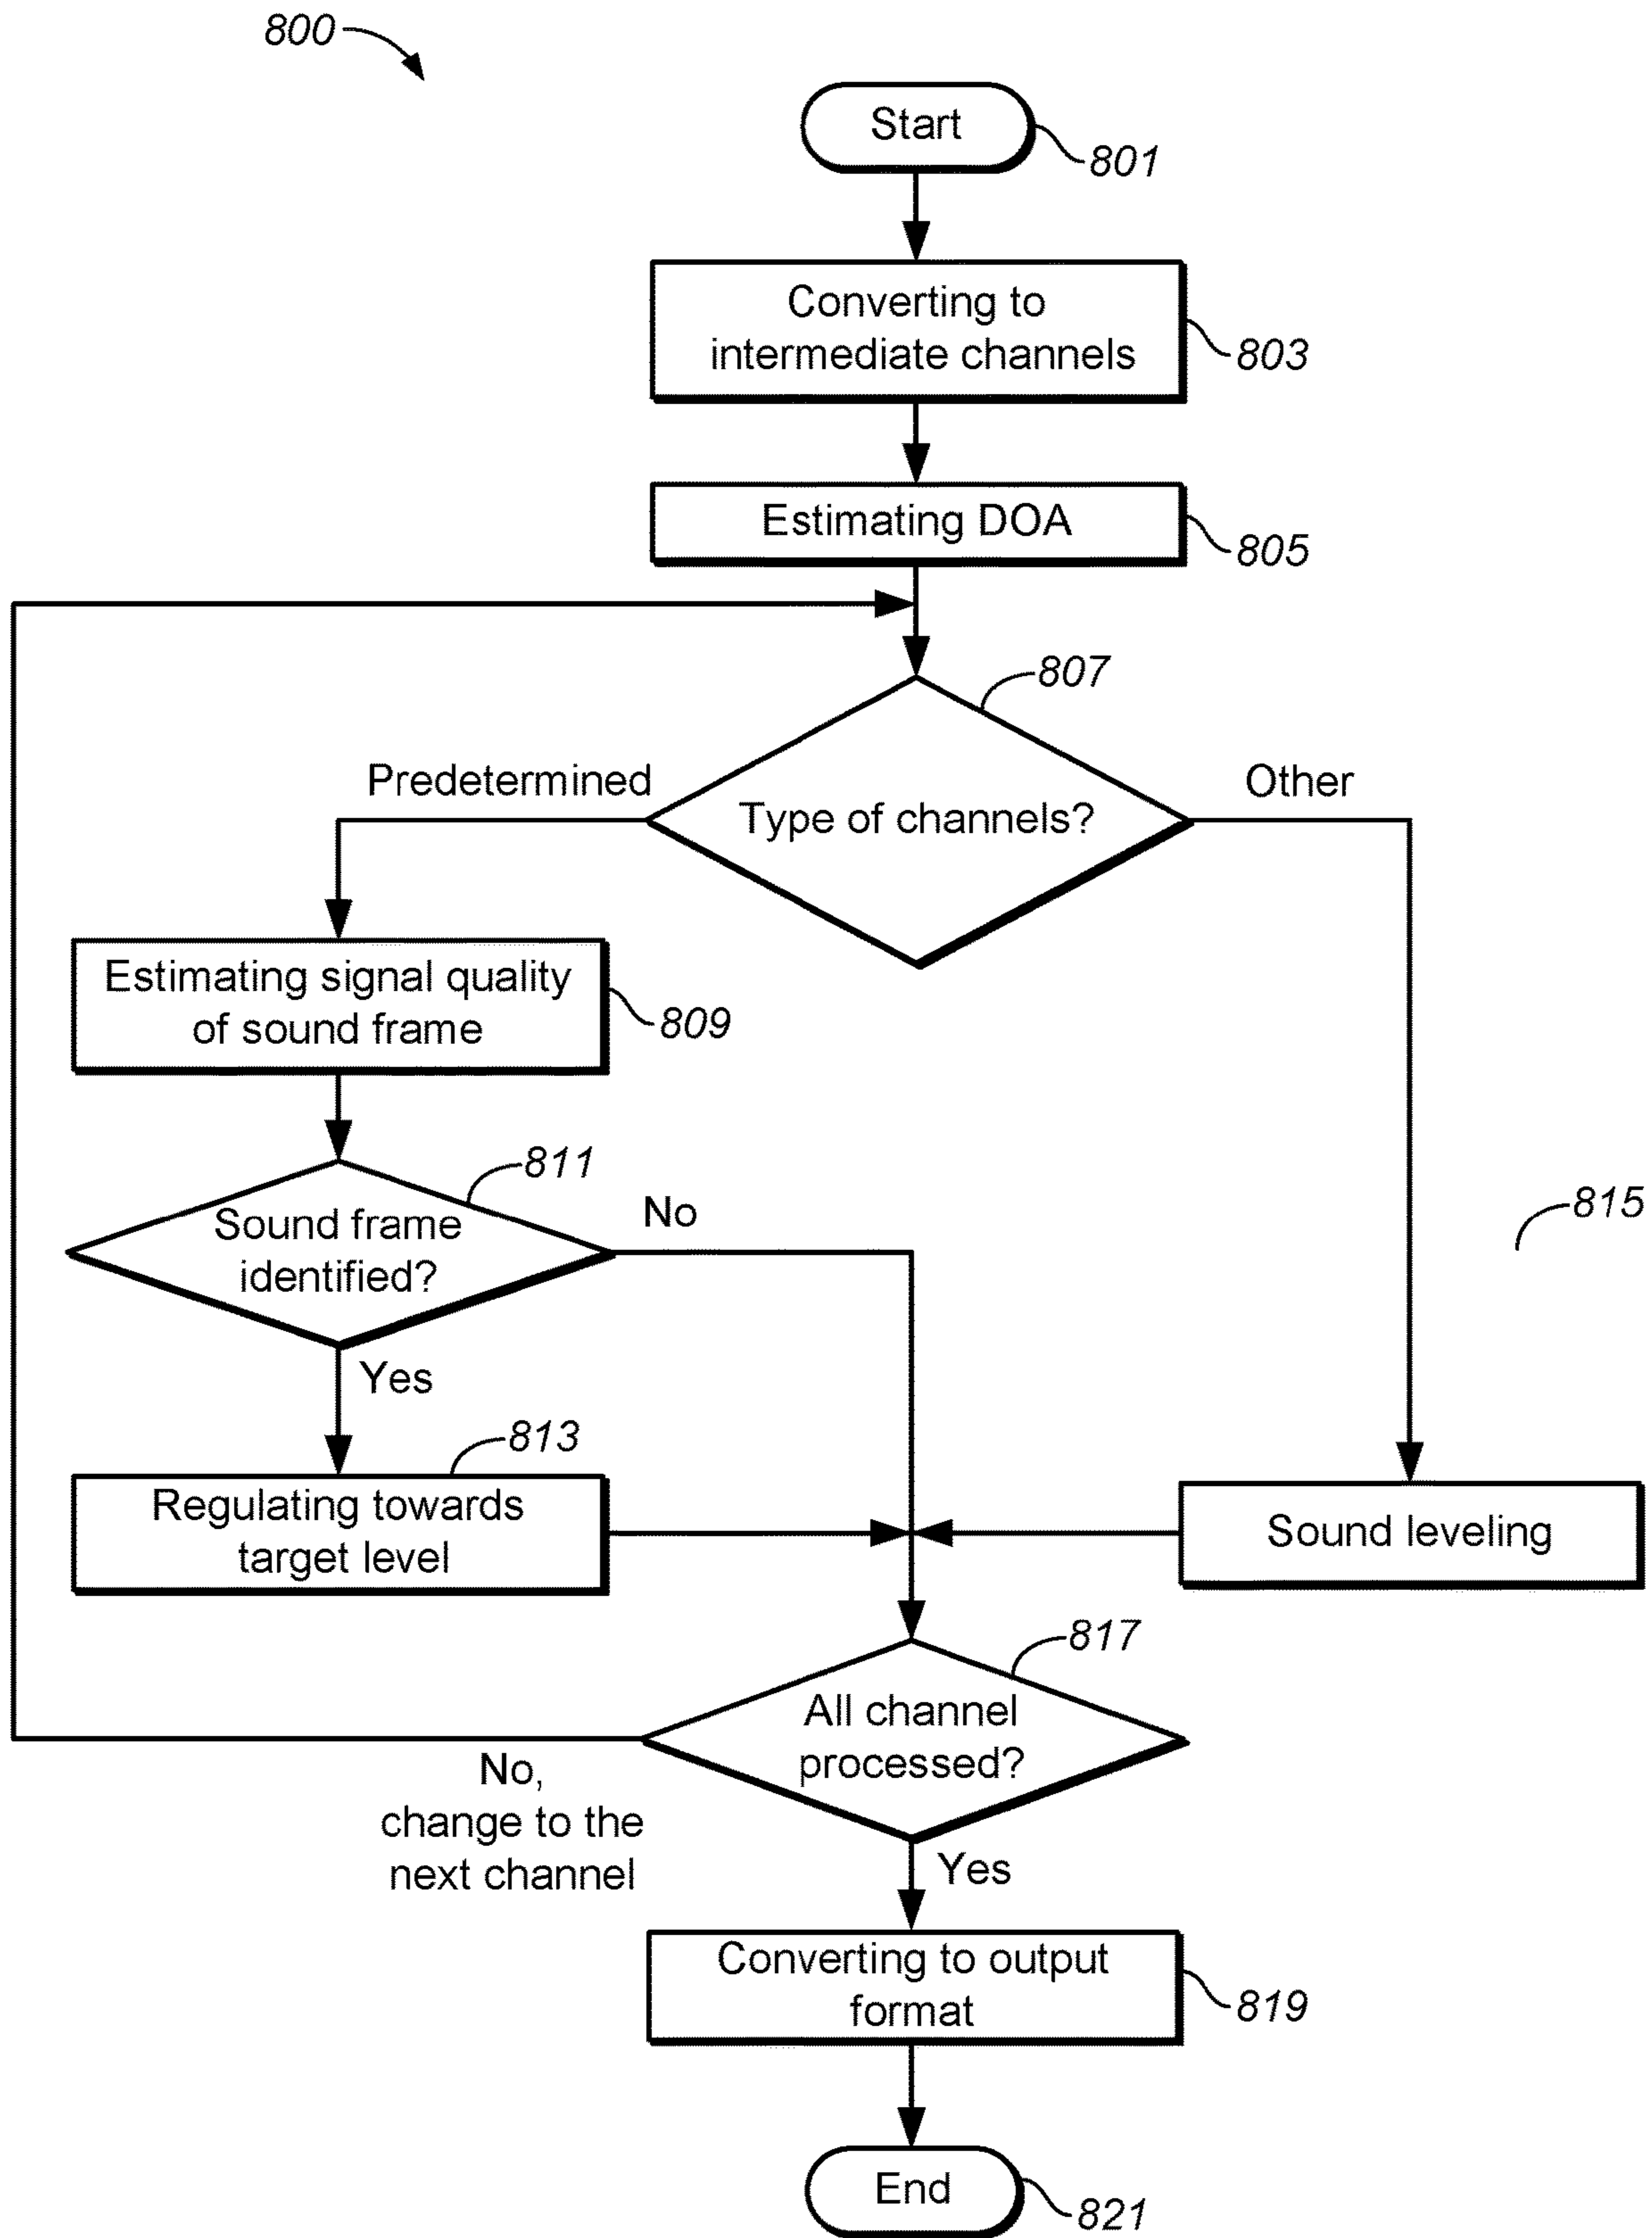 800
Start
801
Converting to
intermediate channels
803
Estimating DOA
805
807
Predetermined
Type of channels?
Other
Estimating signal quality
of sound frame
809
811
Sound frame
identified?
No
815
Yes
813
Regulating towards
target level
Sound leveling
817
All channel
processed?
No,
change to the
next channel
Yes
Converting to output
format
819
End
821